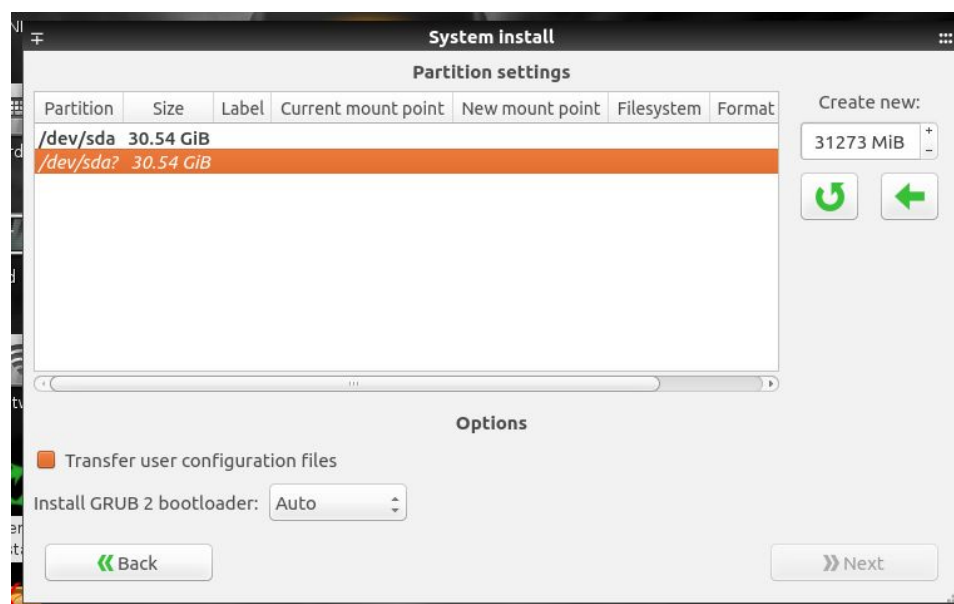 System install
Partition settings
Partition Size Label Current mount point New mount point Filesystem Format
/dev/sda 30.54 GiB
/dev/sda? 30.54 GiB
Create new:
31273 MiB
Options
Transfer user configuration files
Install GRUB 2 bootloader: Auto
Back
Next